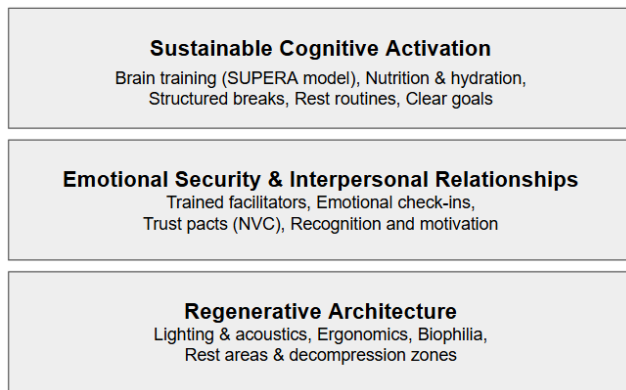 Sustainable Cognitive Activation
Brain training (SUPERA model), Nutrition & hydration,
Structured breaks, Rest routines, Clear goals
Emotional Security & Interpersonal Relationships
Trained facilitators, Emotional check-ins,
Trust pacts (NVC), Recognition and motivation
Regenerative Architecture
Lighting & acoustics, Ergonomics, Biophilia,
Rest areas & decompression zones